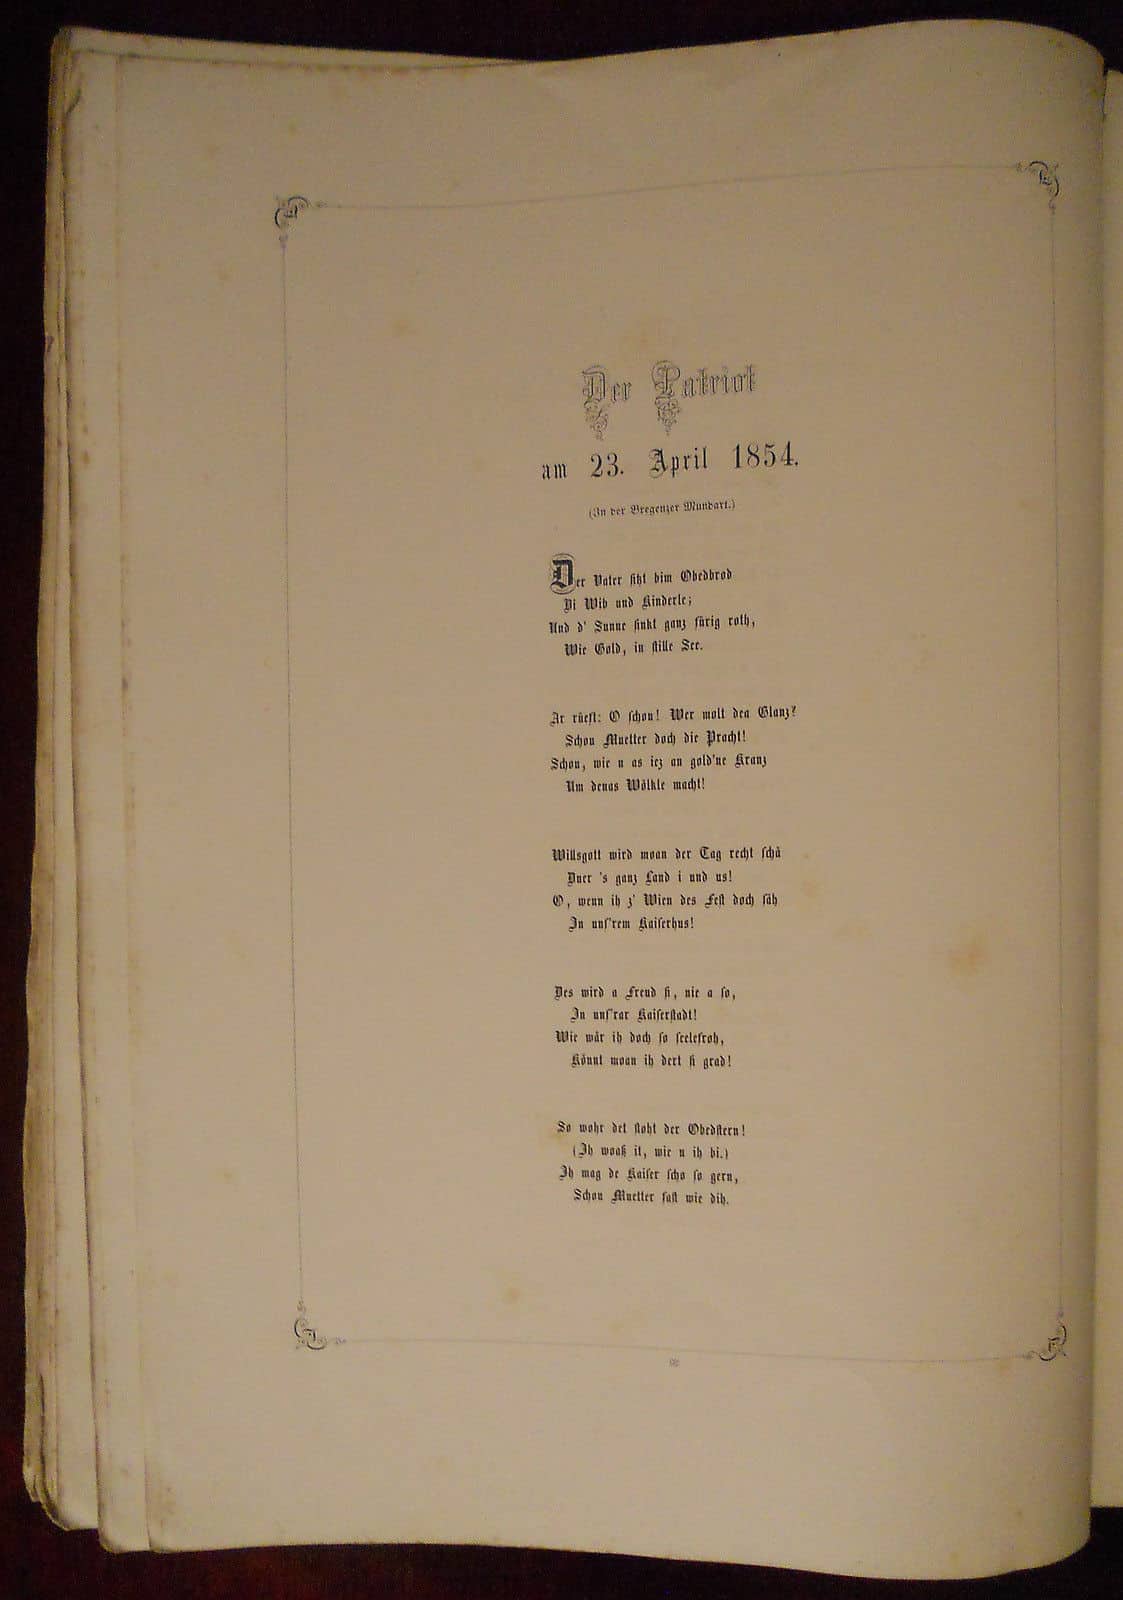 Der Patriot
am 23. April 1854.
(In der Bregenzer Mundart.)
Der Vater sitzt bim Obedbrod
Bi Wib und Kinderle;
Und d' Sunne sinkt ganz fürig roth,
Wie Gold, in stille See.
Ar rüeft: O schou! Wer molt dea Glanz?
Schou Muetter doch die Pracht!
Schou, wie n as iez an gold'ne Kranz
Um denas Wölkle macht!
Willsgott wird moan der Tag recht schö
Duer 's ganz Land i und us!
O, wenn ih z' Wien des Fest doch säh
In uns'rem Kaiserhus!
Des wird a Freud si, nie a so,
In uns'rar Kaiserstadt!
Wie wär ih doch so seelefroh,
Könnt moan ih dert si grad!
So wohr det stoht der Obedstern!
(Ih woaß it, wie n ih bi.)
Ih mag de Kaiser scho so gern,
Schou Muetter fast wie dih.